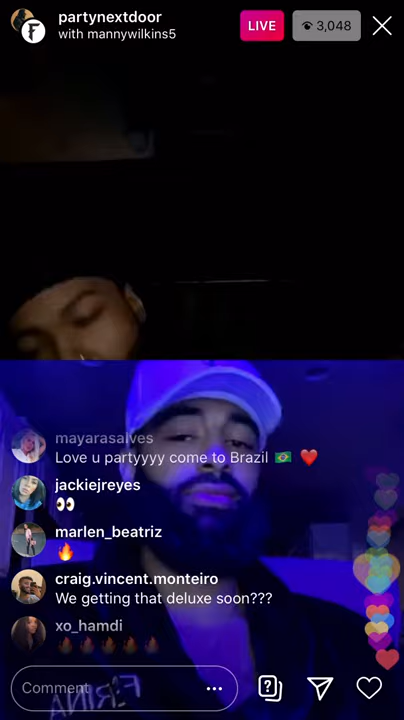 partynextdoor
with mannywilkins5
LIVE
3,048
mayarasalves
Love u partyyyy come to Brazil 🇧🇷 ❤️
jackiejreyes
👀
marlen_beatriz
🔥
craig.vincent.monteiro
We getting that deluxe soon???
xo_hamdi
🔥🔥🔥🔥🔥
Comment